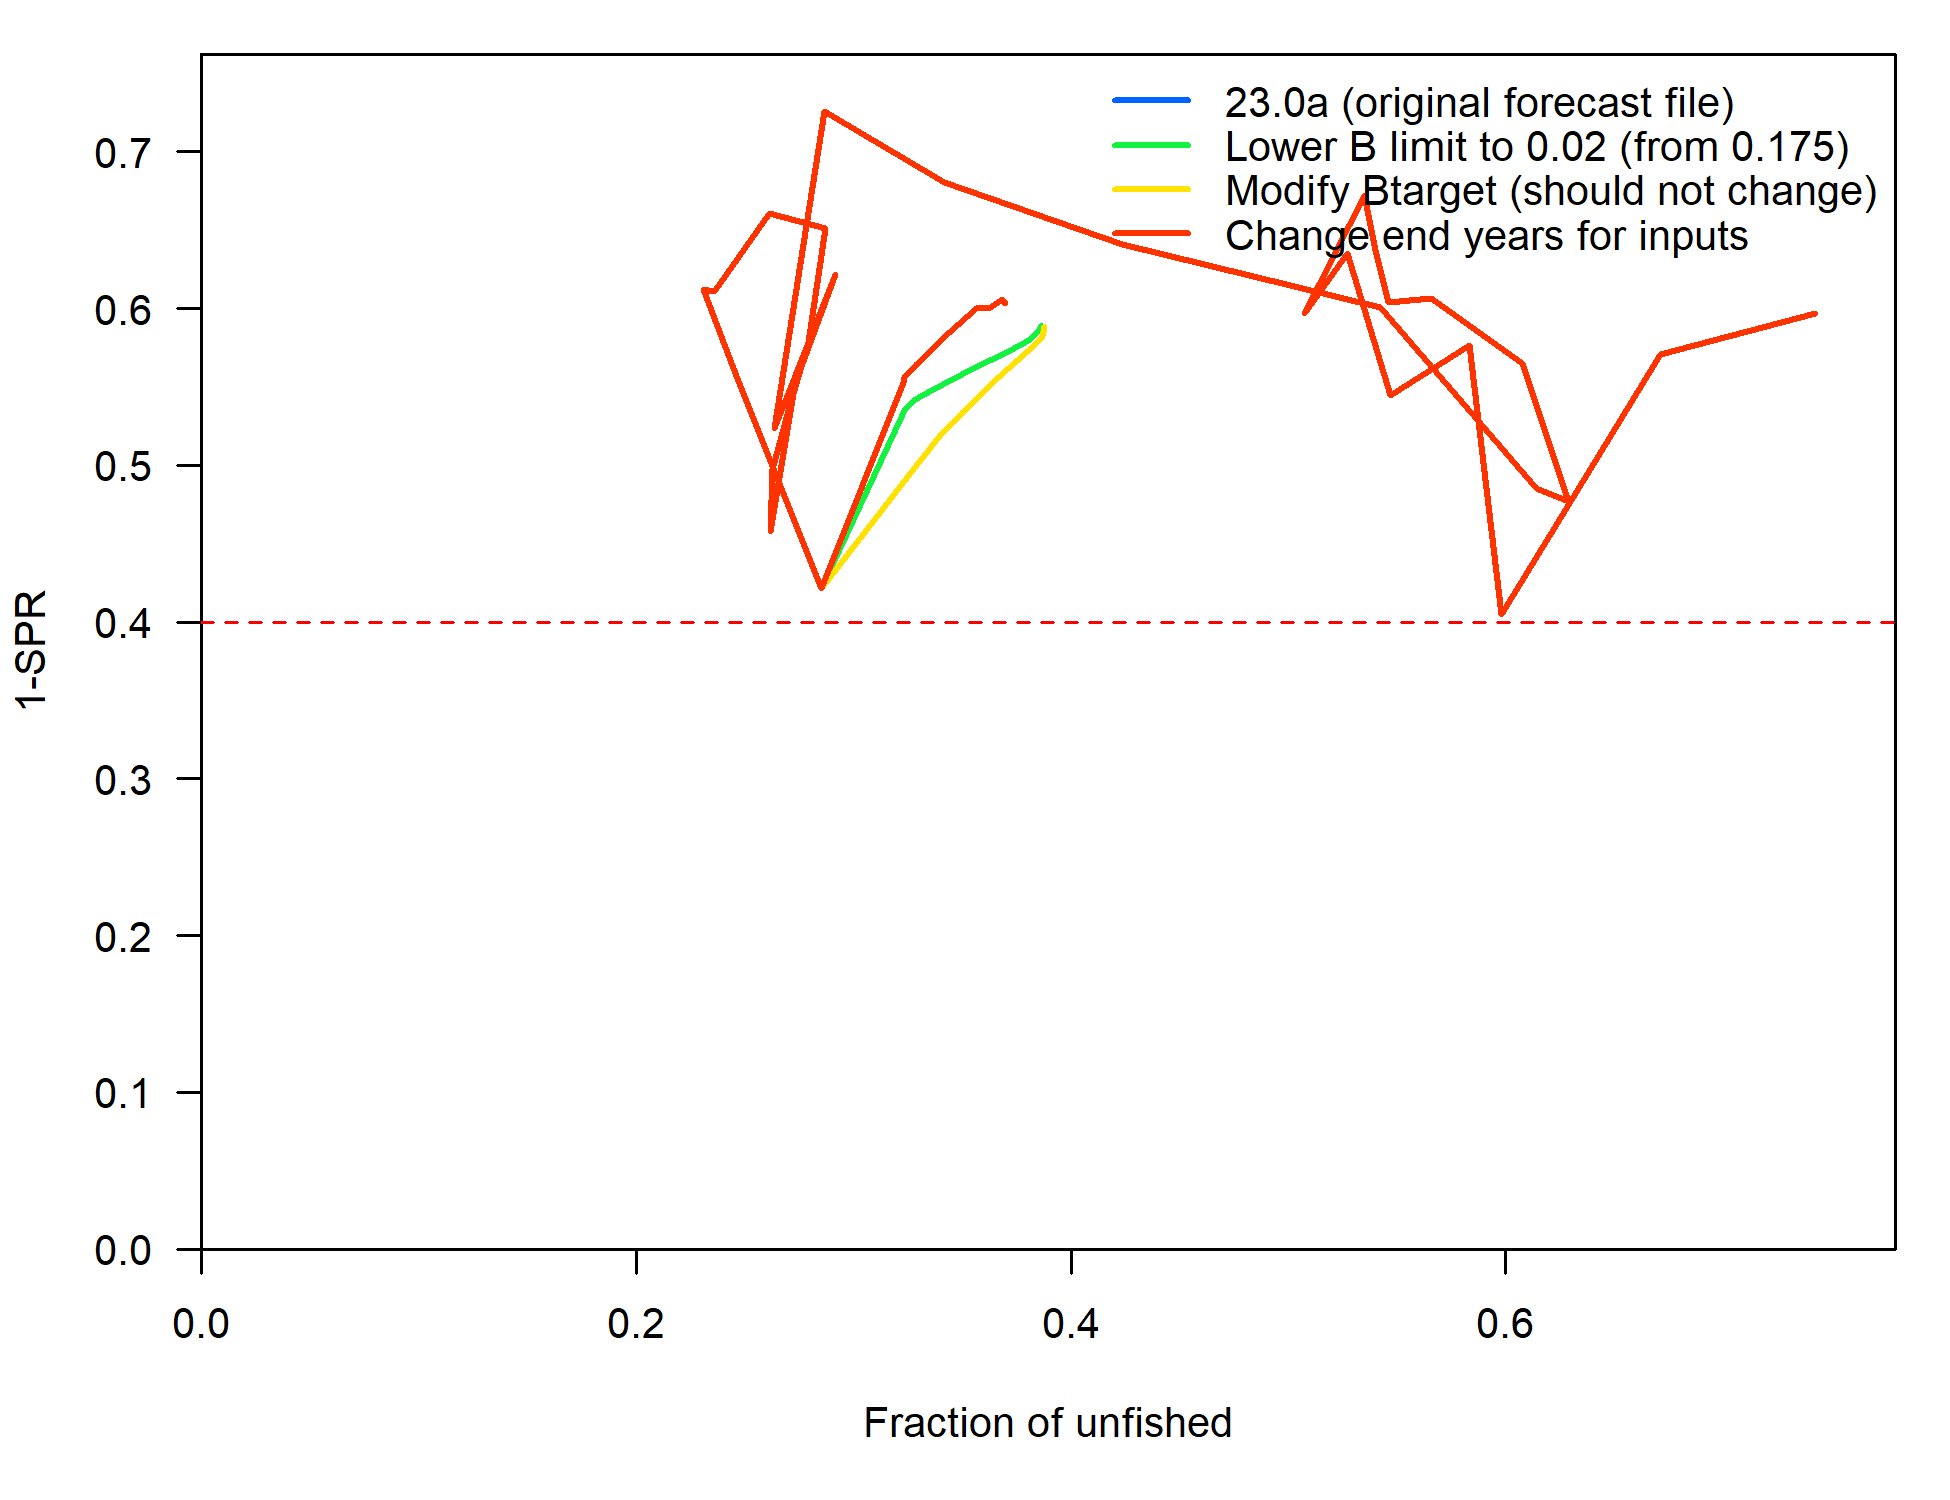 23.0a (original forecast file)
Lower B limit to 0.02 (from 0.175)
Modify Btarget (should not change)
Change end years for inputs
0.7
0.6
0.5
0.4
0.3
0.2
0.1
0.0
1-SPR
0.0 0.2 0.4 0.6
Fraction of unfished